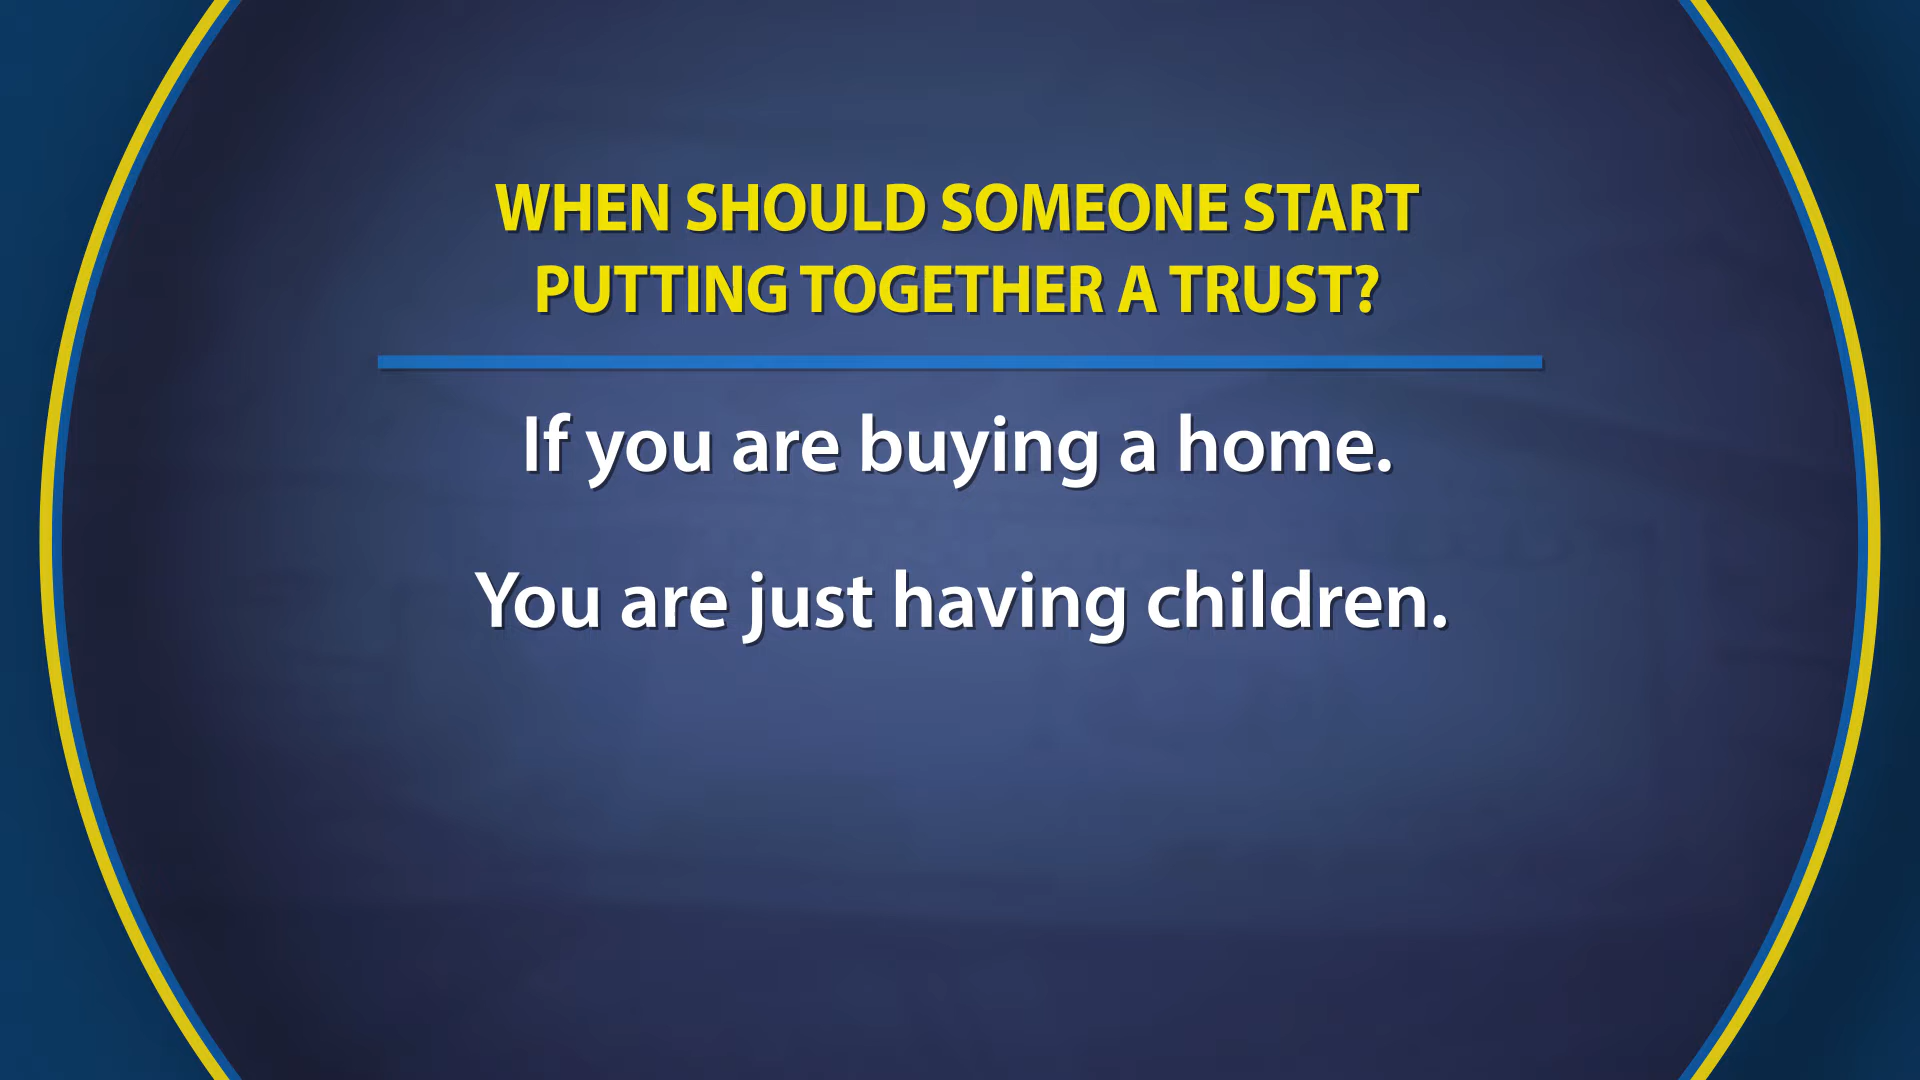 WHEN SHOULD SOMEONE START
PUTTING TOGETHER A TRUST?
If you are buying a home.
You are just having children.